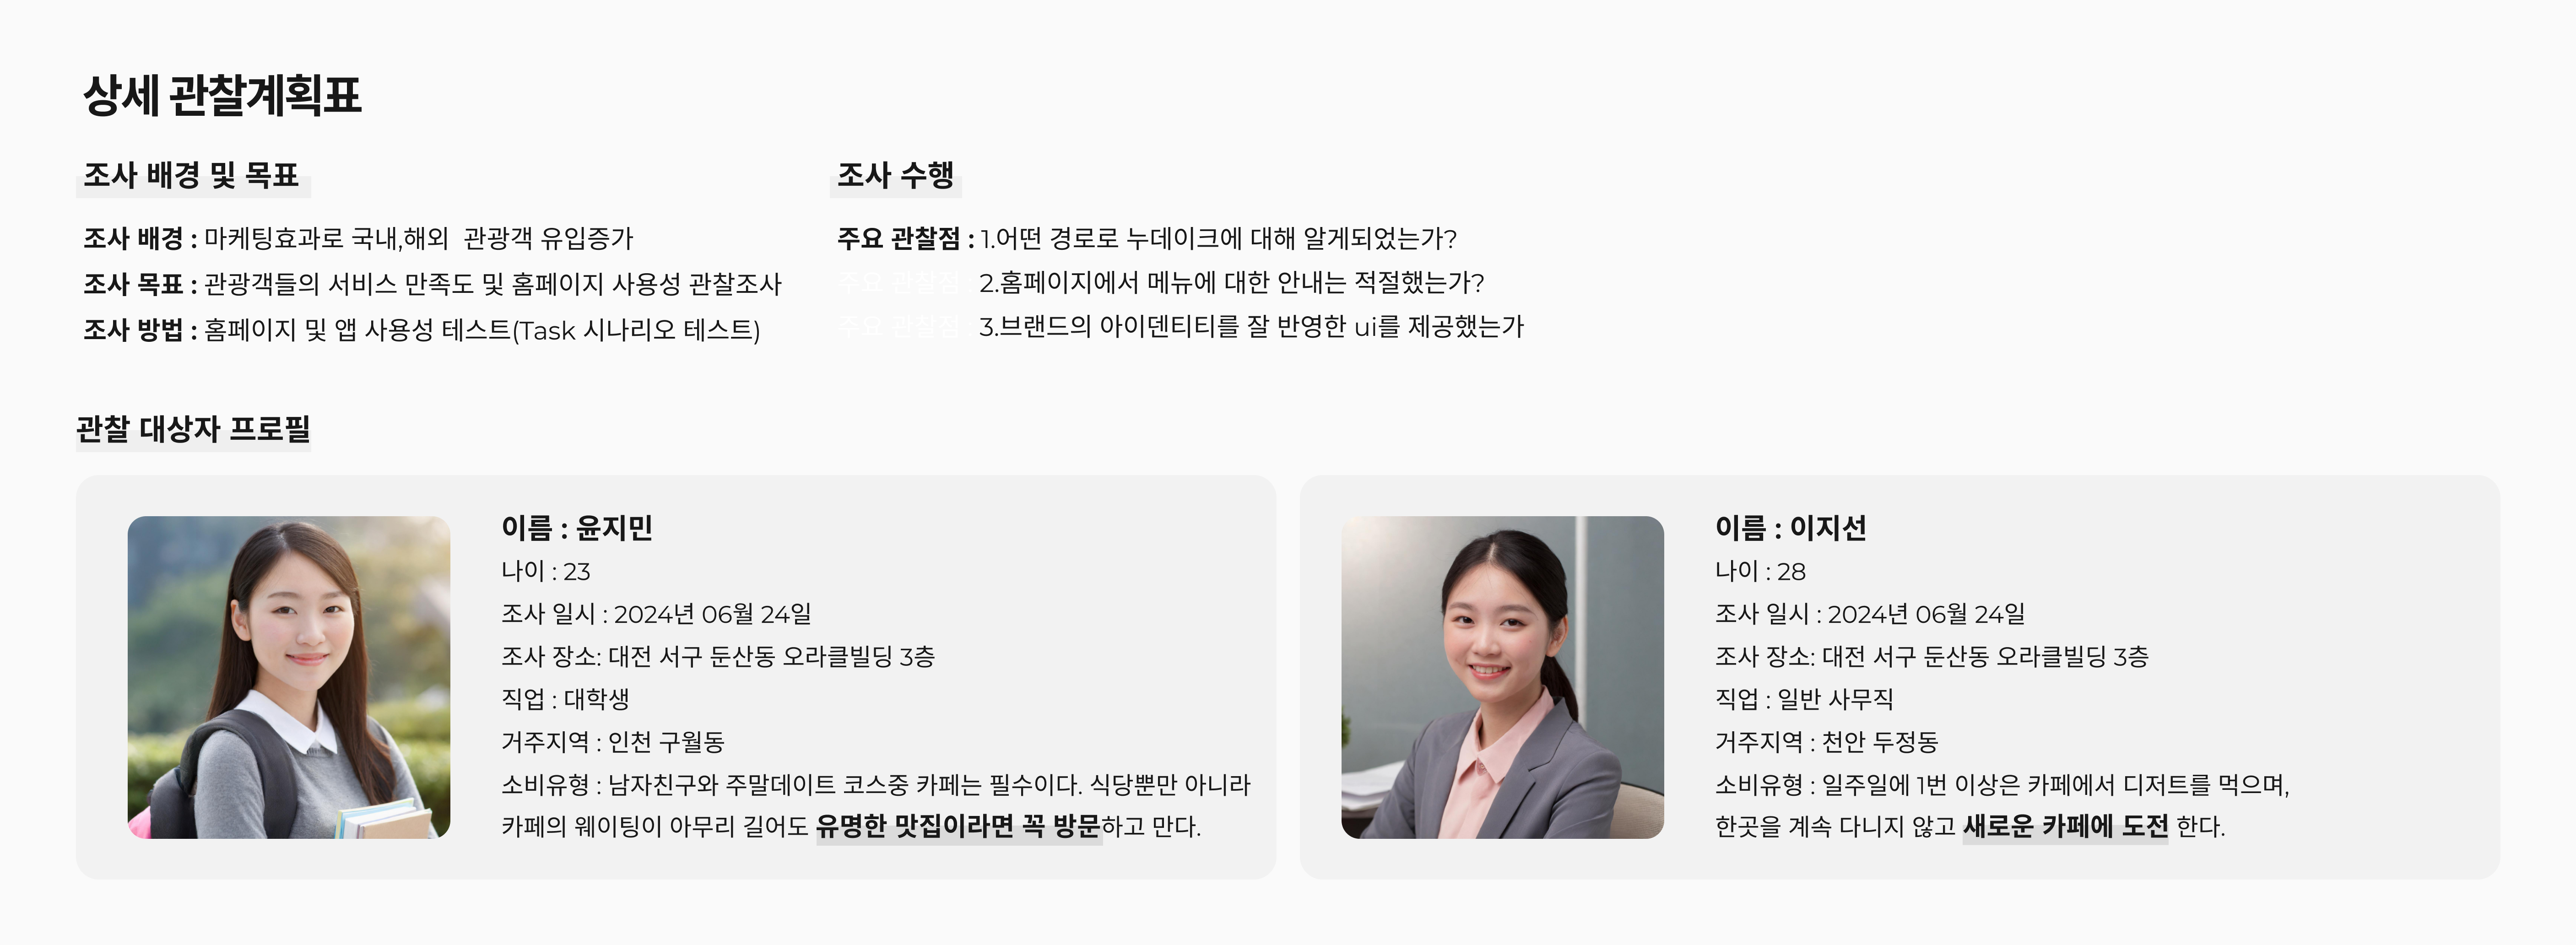 상세 관찰계획표
조사 배경 및 목표
조사 배경 : 마케팅효과로 국내,해외  관광객 유입증가
조사 목표 : 관광객들의 서비스 만족도 및 홈페이지 사용성 관찰조사
조사 방법 : 홈페이지 및 앱 사용성 테스트(Task 시나리오 테스트)
조사 수행
주요 관찰점 : 1.어떤 경로로 누데이크에 대해 알게되었는가?
주요 관찰점 : 2.홈페이지에서 메뉴에 대한 안내는 적절했는가?
주요 관찰점 : 3.브랜드의 아이덴티티를 잘 반영한 ui를 제공했는가
관찰 대상자 프로필
이름 : 윤지민
나이 : 23
조사 일시 : 2024년 06월 24일
조사 장소: 대전 서구 둔산동 오라클빌딩 3층
직업 : 대학생
거주지역 : 인천 구월동
소비유형 : 남자친구와 주말데이트 코스중 카페는 필수이다. 식당뿐만 아니라
카페의 웨이팅이 아무리 길어도 유명한 맛집이라면 꼭 방문하고 만다.
이름 : 이지선
나이 : 28
조사 일시 : 2024년 06월 24일
조사 장소: 대전 서구 둔산동 오라클빌딩 3층
직업 : 일반 사무직
거주지역 : 천안 두정동
소비유형 : 일주일에 1번 이상은 카페에서 디저트를 먹으며,
한곳을 계속 다니지 않고 새로운 카페에 도전 한다.